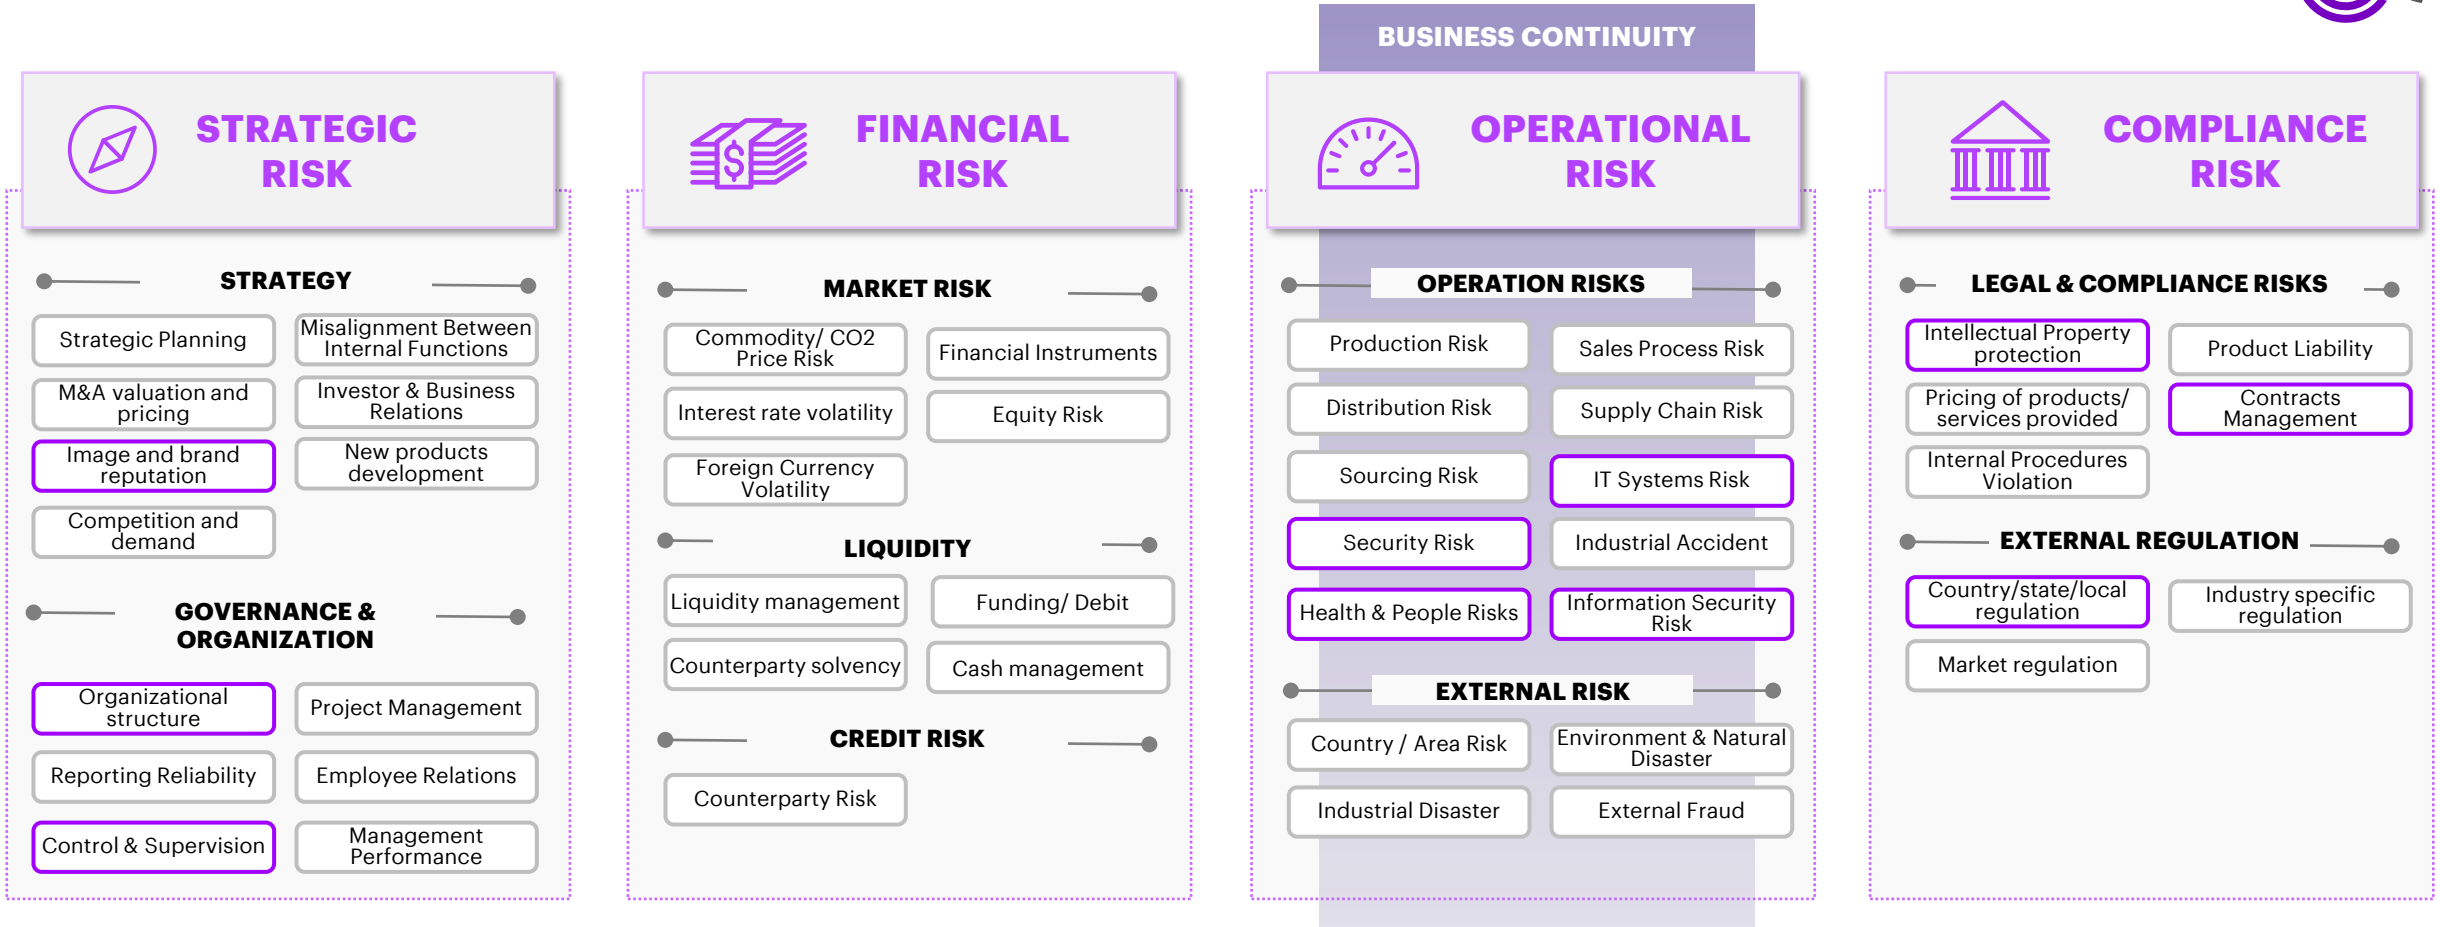 BUSINESS CONTINUITY
STRATEGIC
RISK
STRATEGY
Strategic Planning
Misalignment Between
Internal Functions
M&A valuation and
pricing
Investor & Business
Relations
Image and brand
reputation
New products
development
Competition and
demand
GOVERNANCE &
ORGANIZATION
Organizational
structure
Project Management
Reporting Reliability
Employee Relations
Control & Supervision
Management
Performance
FINANCIAL
RISK
MARKET RISK
Commodity/ CO2
Price Risk
Financial Instruments
Interest rate volatility
Equity Risk
Foreign Currency
Volatility
LIQUIDITY
Liquidity management
Funding/ Debit
Counterparty solvency
Cash management
CREDIT RISK
Counterparty Risk
OPERATIONAL
RISK
OPERATION RISKS
Production Risk
Sales Process Risk
Distribution Risk
Supply Chain Risk
Sourcing Risk
IT Systems Risk
Security Risk
Industrial Accident
Health & People Risks
Information Security
Risk
EXTERNAL RISK
Country / Area Risk
Environment & Natural
Disaster
Industrial Disaster
External Fraud
COMPLIANCE
RISK
LEGAL & COMPLIANCE RISKS
Intellectual Property
protection
Product Liability
Pricing of products/
services provided
Contracts
Management
Internal Procedures
Violation
EXTERNAL REGULATION
Country/state/local
regulation
Industry specific
regulation
Market regulation